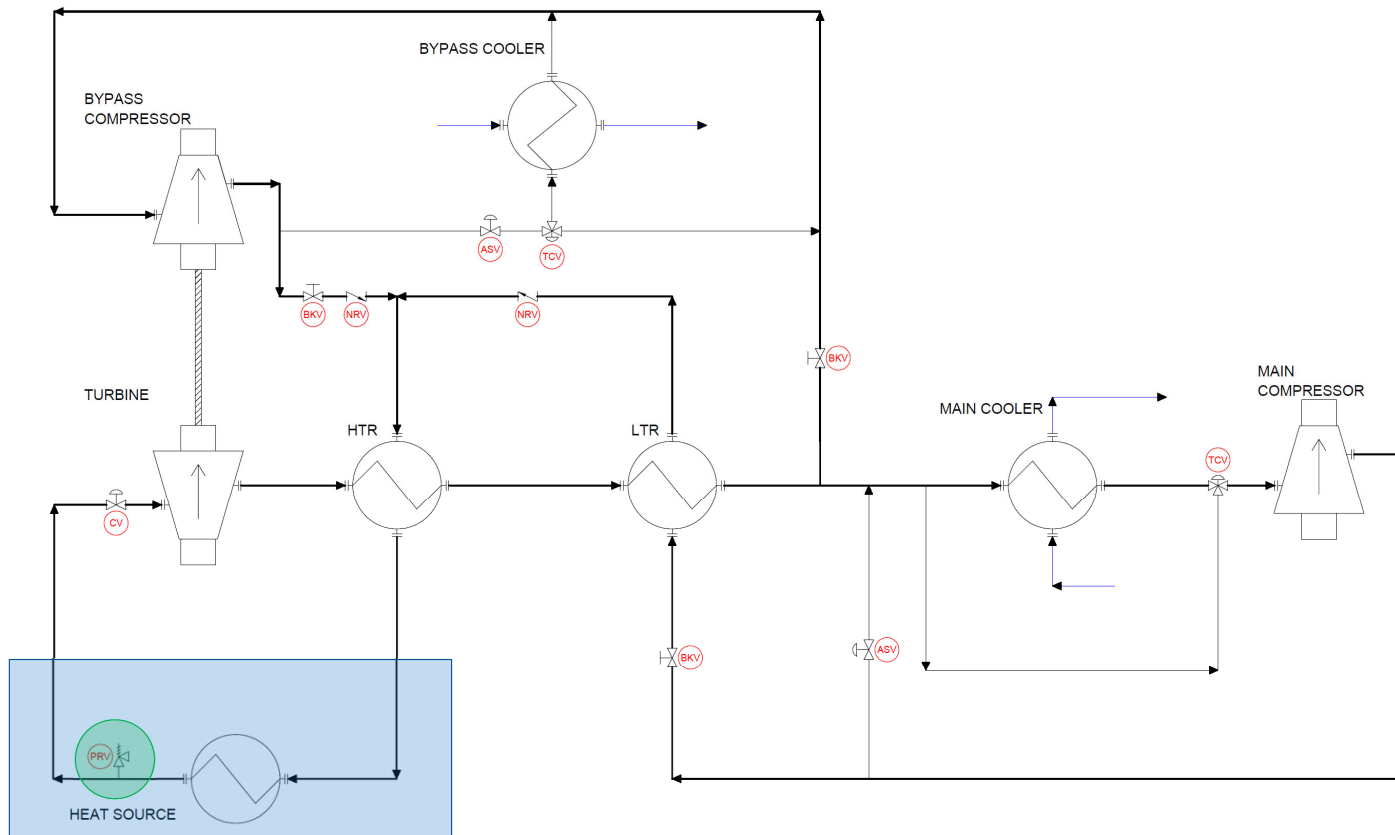 BYPASS COOLER
BYPASS
COMPRESSOR
ASV
TCV
BKV
NRV
NRV
BKV
TURBINE
HTR
LTR
MAIN COOLER
MAIN
COMPRESSOR
TCV
CV
BKV
ASV
PRV
HEAT SOURCE